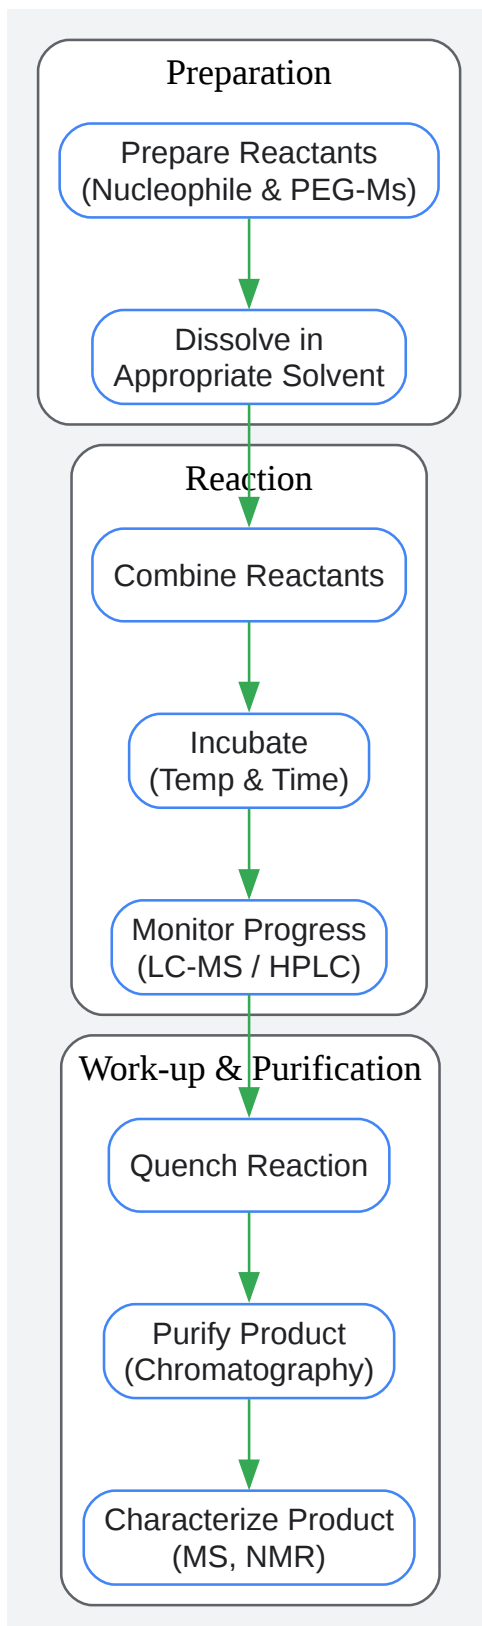 Preparation
Prepare Reactants
(Nucleophile & PEG-Ms)
Dissolve in
Appropriate Solvent
Reaction
Combine Reactants
Incubate
(Temp & Time)
Monitor Progress
(LC-MS / HPLC)
Work-up & Purification
Quench Reaction
Purify Product
(Chromatography)
Characterize Product
(MS, NMR)